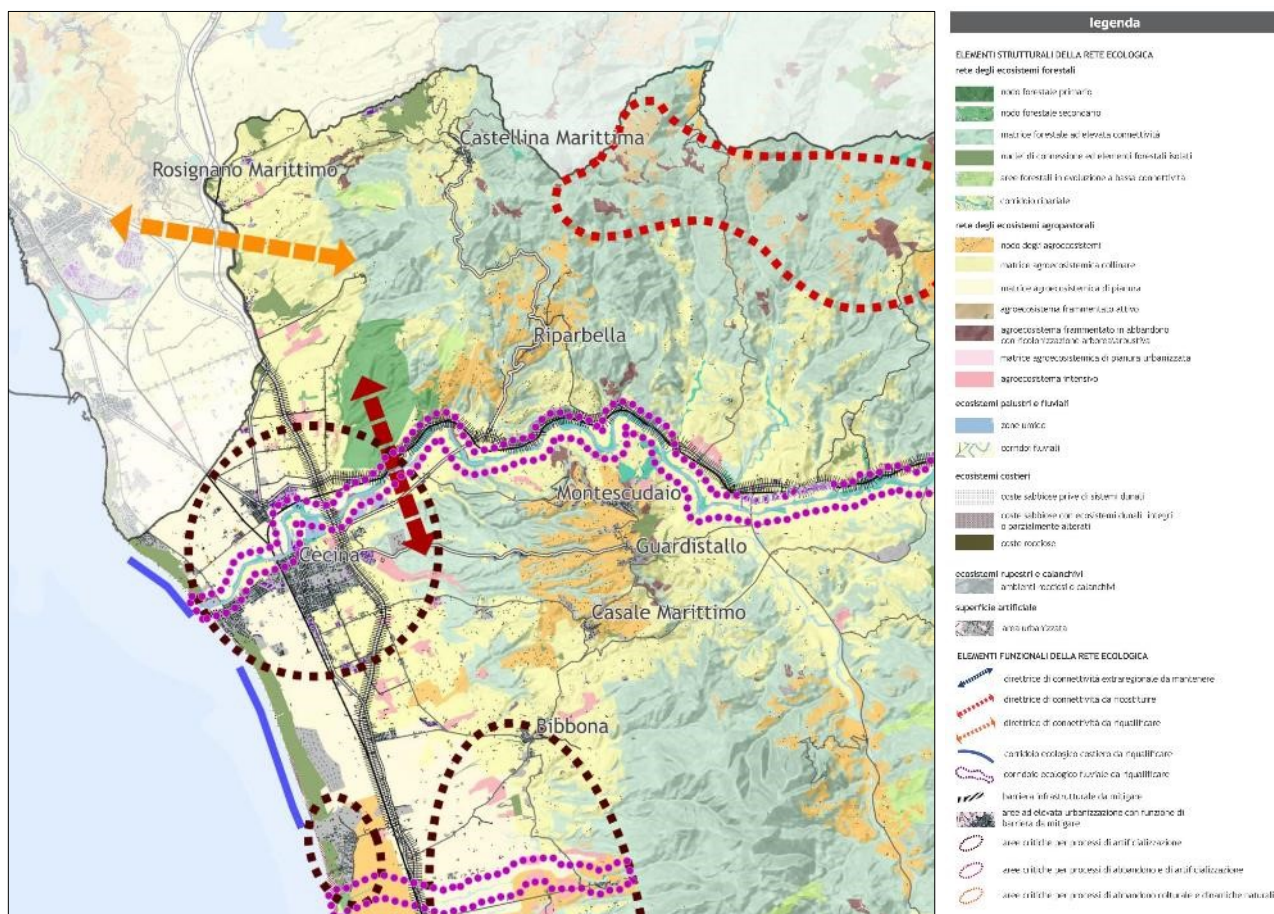 Castellina Marittima
Rosignano Marittimo
Riparbella
Montescudaio
Guardistallo
Cecina
Casale Marittimo
Bibbona
legenda
ELEMENTI STRUTTURALI DELLA RETE ECOLOGICA
rete degli ecosistemi forestali
nodo forestale primario
nodo forestale secondario
matrice forestale ad elevata connettività
nuclei di connessione ed elementi forestali isolati
aree forestali in evoluzione a bassa connettività
corridoio ripariale
rete degli ecosistemi agropastorali
nodo degli agroecosistemi
matrice agroecosistemica collinare
matrice agroecosistemica di pianura
agroecosistema frammentato attivo
agroecosistema frammentato in abbandono
con ricolonizzazione arborea/arbustiva
matrice agroecosistemica di pianura urbanizzata
agroecosistema intensivo
ecosistemi palustri e fluviali
zone umide
corridoi fluviali
ecosistemi costieri
coste sabbiose prive di sistemi dunali
coste sabbiose con ecosistemi dunali integri
o parzialmente alterati
coste rocciose
ecosistemi rupestri e calanchivi
ambienti rocciosi o calanchivi
superficie artificiale
area urbanizzata
ELEMENTI FUNZIONALI DELLA RETE ECOLOGICA
direttrice di connettività extraregionale da mantenere
direttrice di connettività da ricostituire
direttrice di connettività da riqualificare
corridoio ecologico costiero da riqualificare
corridoio ecologico fluviale da riqualificare
barriera infrastrutturale da mitigare
aree ad elevata urbanizzazione con funzione di
barriera da mitigare
aree critiche per processi di artificializzazione
aree critiche per processi di abbandono e di artificializzazione
aree critiche per processi di abbandono colturale e dinamiche naturali